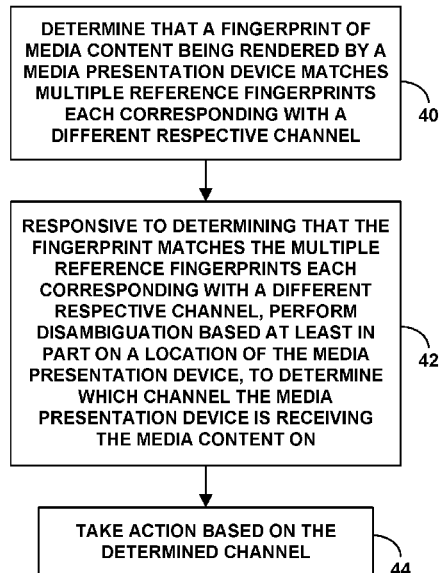 DETERMINE THAT A FINGERPRINT OF
MEDIA CONTENT BEING RENDERED BY A
MEDIA PRESENTATION DEVICE MATCHES
MULTIPLE REFERENCE FINGERPRINTS
EACH CORRESPONDING WITH A
DIFFERENT RESPECTIVE CHANNEL
40
RESPONSIVE TO DETERMINING THAT THE
FINGERPRINT MATCHES THE MULTIPLE
REFERENCE FINGERPRINTS EACH
CORRESPONDING WITH A DIFFERENT
RESPECTIVE CHANNEL, PERFORM
DISAMBIGUATION BASED AT LEAST IN
PART ON A LOCATION OF THE MEDIA
PRESENTATION DEVICE, TO DETERMINE
WHICH CHANNEL THE MEDIA
PRESENTATION DEVICE IS RECEIVING
THE MEDIA CONTENT ON
42
TAKE ACTION BASED ON THE
DETERMINED CHANNEL
44